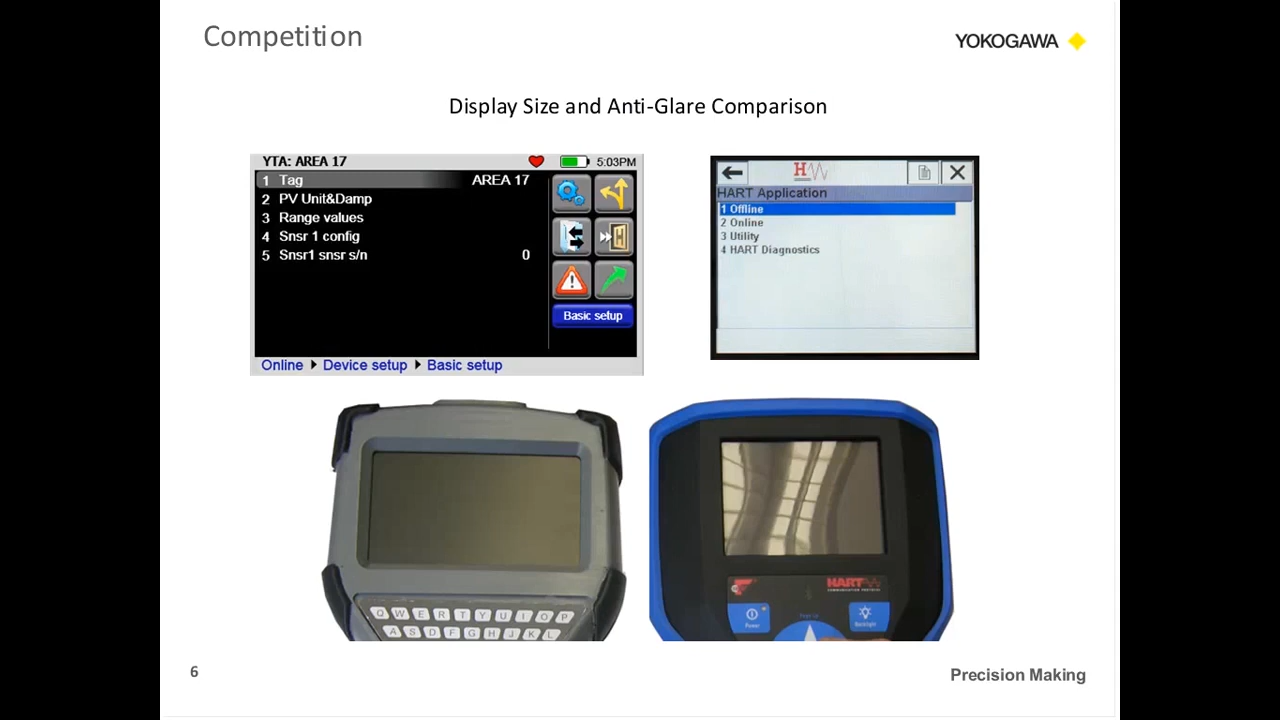 Competition
YOKOGAWA
Display Size and Anti-Glare Comparison
YTA: AREA 17
5:03PM
1 Tag AREA 17
2 PV Unit&Damp
3 Range values
4 Snsr 1 config
5 Snsr1 snsr s/n 0
Basic setup
Online Device setup Basic setup
H
HART Application
1 Offline
2 Online
3 Utility
4 HART Diagnostics
Q W E R T Y U I O P
A S D F G H J K L
HART
COMMUNICATION PROTOCOL
Power
Backlight
6
Precision Making